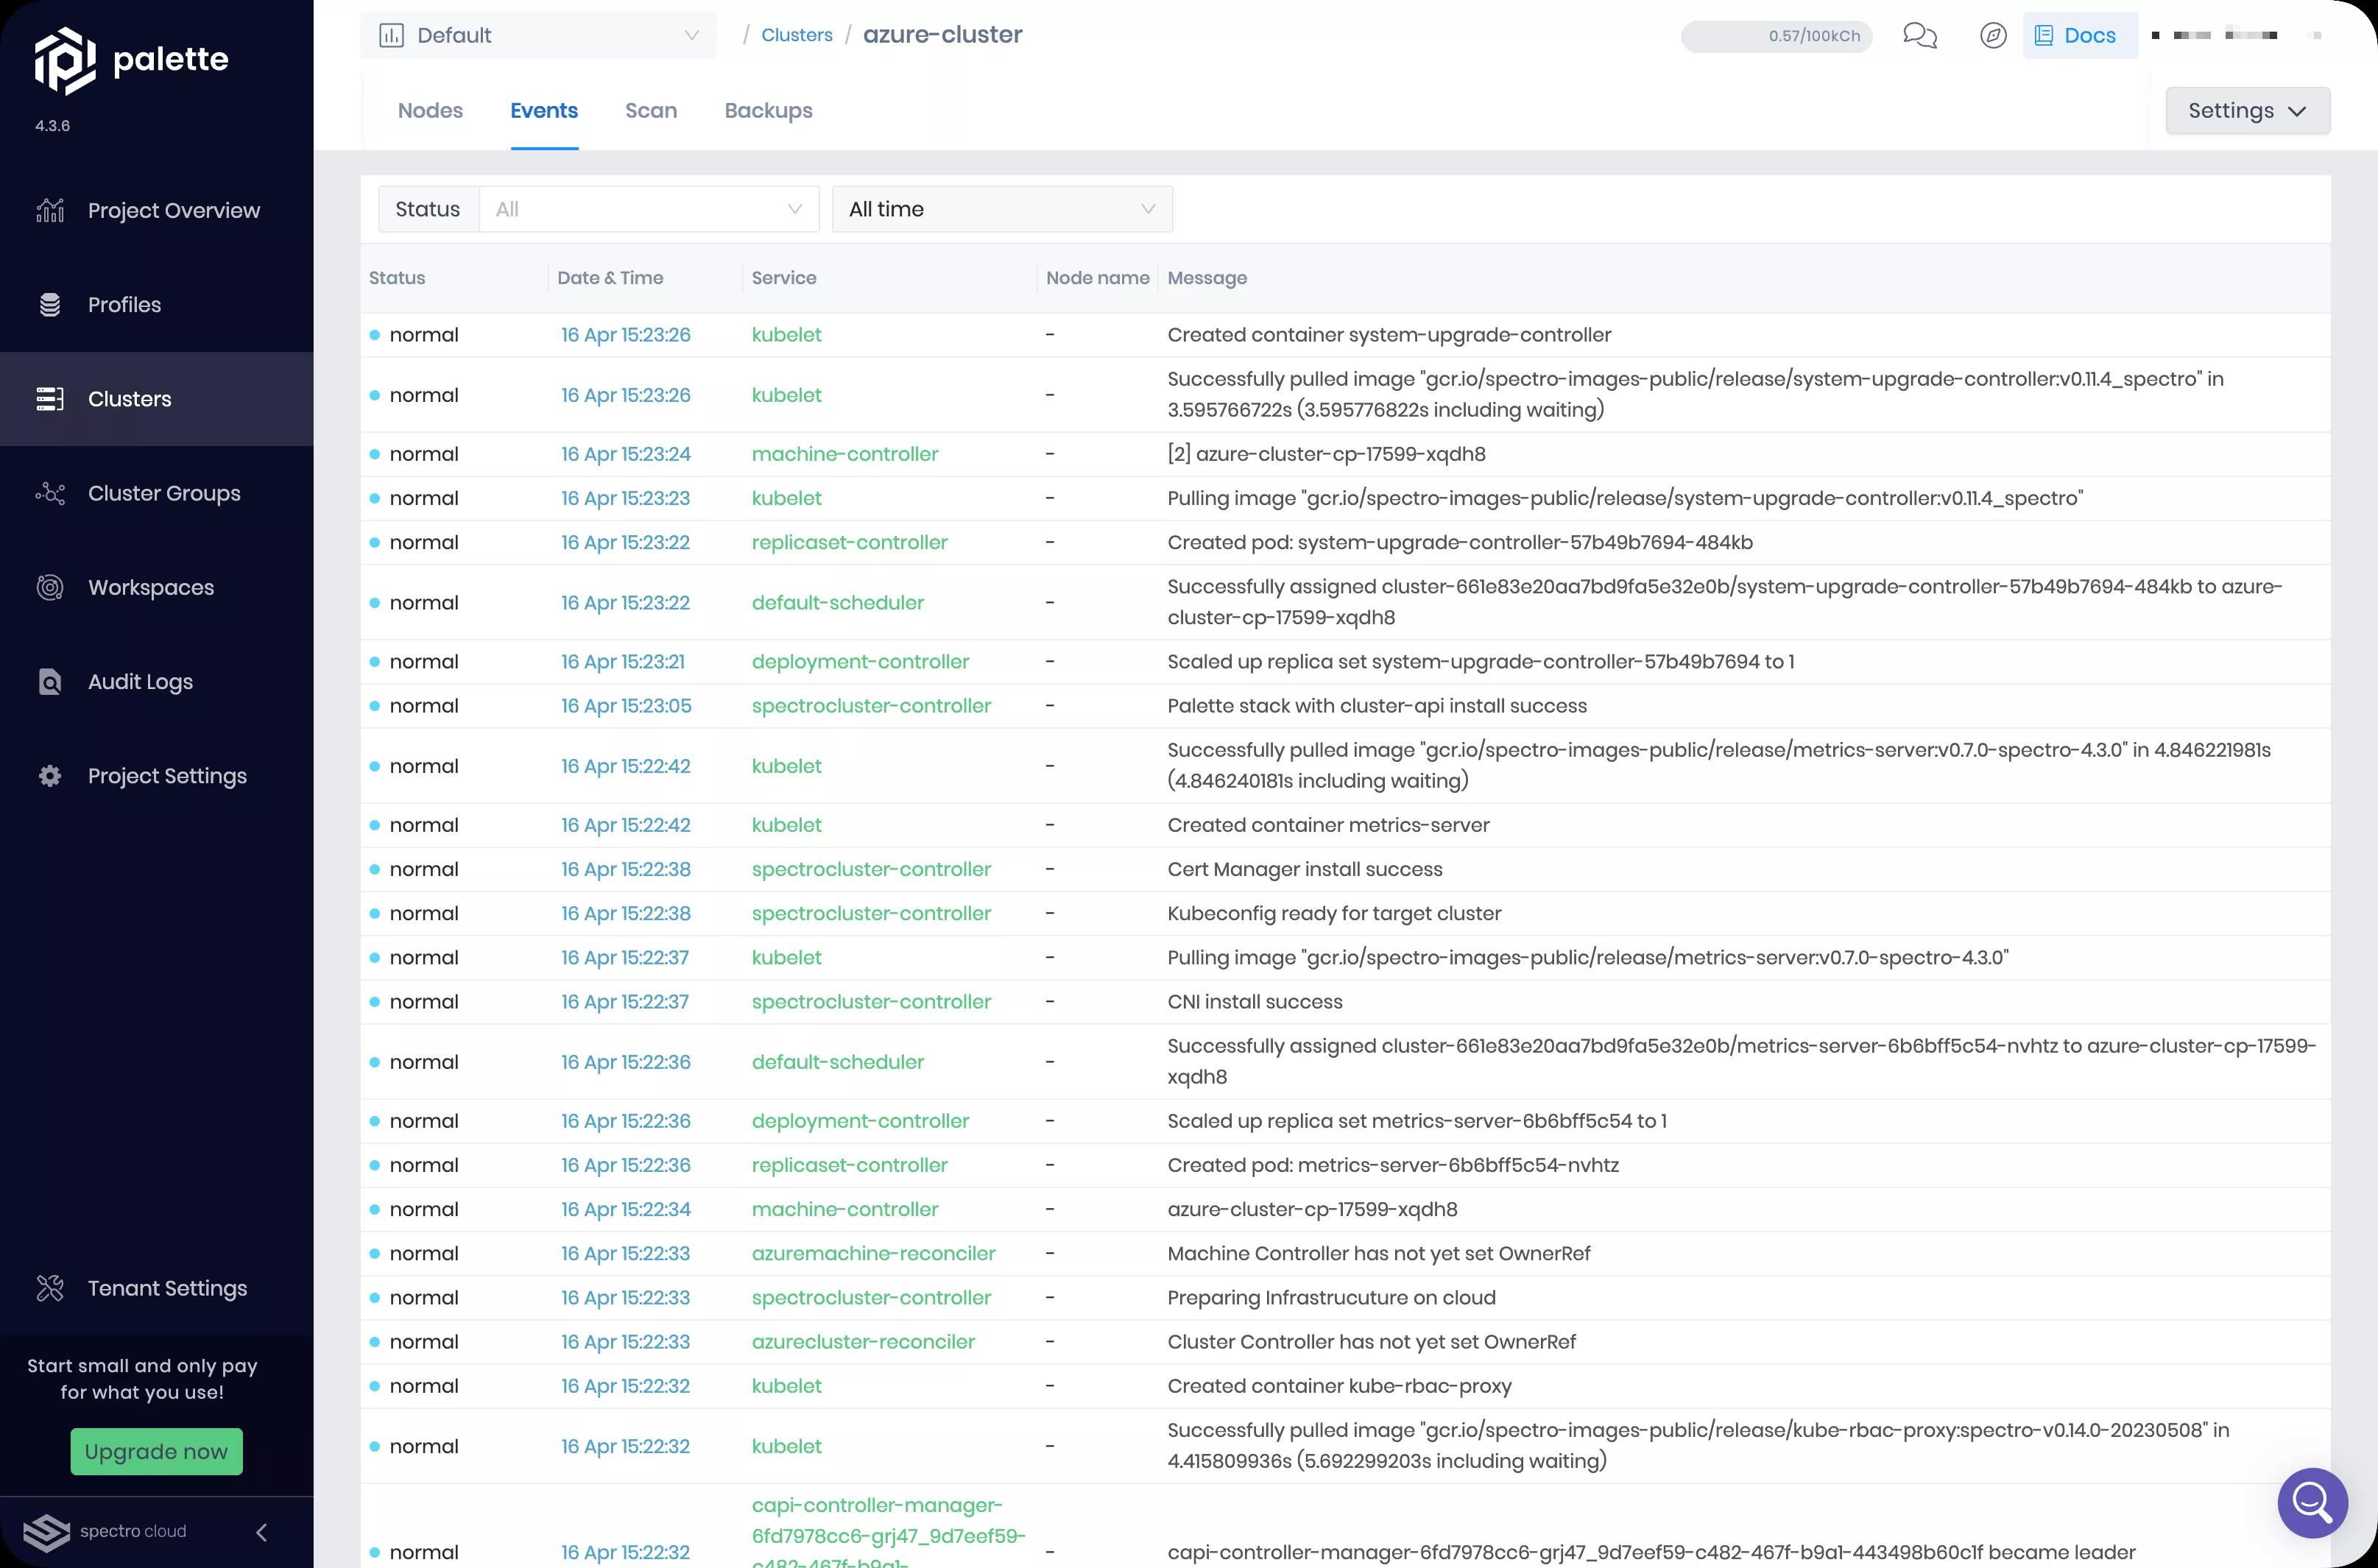 palette
4.3.6
Project Overview
Profiles
Clusters
Cluster Groups
Workspaces
Audit Logs
Project Settings
Tenant Settings
Start small and only pay
for what you use!
Upgrade now
spectro cloud
Default / Clusters / azure-cluster 0.57/100kCh Docs
Nodes Events Scan Backups Settings
Status All All time
Status Date & Time Service Node name Message
normal 16 Apr 15:23:26 kubelet - Created container system-upgrade-controller
normal 16 Apr 15:23:26 kubelet - Successfully pulled image "gcr.io/spectro-images-public/release/system-upgrade-controller:v0.11.4_spectro" in
3.595766722s (3.595776822s including waiting)
normal 16 Apr 15:23:24 machine-controller - [2] azure-cluster-cp-17599-xqdh8
normal 16 Apr 15:23:23 kubelet - Pulling image "gcr.io/spectro-images-public/release/system-upgrade-controller:v0.11.4_spectro"
normal 16 Apr 15:23:22 replicaset-controller - Created pod: system-upgrade-controller-57b49b7694-484kb
normal 16 Apr 15:23:22 default-scheduler - Successfully assigned cluster-661e83e20aa7bd9fa5e32e0b/system-upgrade-controller-57b49b7694-484kb to azure-
cluster-cp-17599-xqdh8
normal 16 Apr 15:23:21 deployment-controller - Scaled up replica set system-upgrade-controller-57b49b7694 to 1
normal 16 Apr 15:23:05 spectrocluster-controller - Palette stack with cluster-api install success
normal 16 Apr 15:22:42 kubelet - Successfully pulled image "gcr.io/spectro-images-public/release/metrics-server:v0.7.0-spectro-4.3.0" in 4.846221981s
(4.846240181s including waiting)
normal 16 Apr 15:22:42 kubelet - Created container metrics-server
normal 16 Apr 15:22:38 spectrocluster-controller - Cert Manager install success
normal 16 Apr 15:22:38 spectrocluster-controller - Kubeconfig ready for target cluster
normal 16 Apr 15:22:37 kubelet - Pulling image "gcr.io/spectro-images-public/release/metrics-server:v0.7.0-spectro-4.3.0"
normal 16 Apr 15:22:37 spectrocluster-controller - CNI install success
normal 16 Apr 15:22:36 default-scheduler - Successfully assigned cluster-661e83e20aa7bd9fa5e32e0b/metrics-server-6b6bff5c54-nvhtz to azure-cluster-cp-17599-
xqdh8
normal 16 Apr 15:22:36 deployment-controller - Scaled up replica set metrics-server-6b6bff5c54 to 1
normal 16 Apr 15:22:36 replicaset-controller - Created pod: metrics-server-6b6bff5c54-nvhtz
normal 16 Apr 15:22:34 machine-controller - azure-cluster-cp-17599-xqdh8
normal 16 Apr 15:22:33 azuremachine-reconciler - Machine Controller has not yet set OwnerRef
normal 16 Apr 15:22:33 spectrocluster-controller - Preparing Infrastrucuture on cloud
normal 16 Apr 15:22:33 azurecluster-reconciler - Cluster Controller has not yet set OwnerRef
normal 16 Apr 15:22:32 kubelet - Created container kube-rbac-proxy
normal 16 Apr 15:22:32 kubelet - Successfully pulled image "gcr.io/spectro-images-public/release/kube-rbac-proxy:spectro-v0.14.0-20230508" in
4.415809936s (5.692299203s including waiting)
capi-controller-manager-
6fd7978cc6-grj47_9d7eef59-
c482-467f-b9a1-
normal 16 Apr 15:22:32 - capi-controller-manager-6fd7978cc6-grj47_9d7eef59-c482-467f-b9a1-443498b60c1f became leader